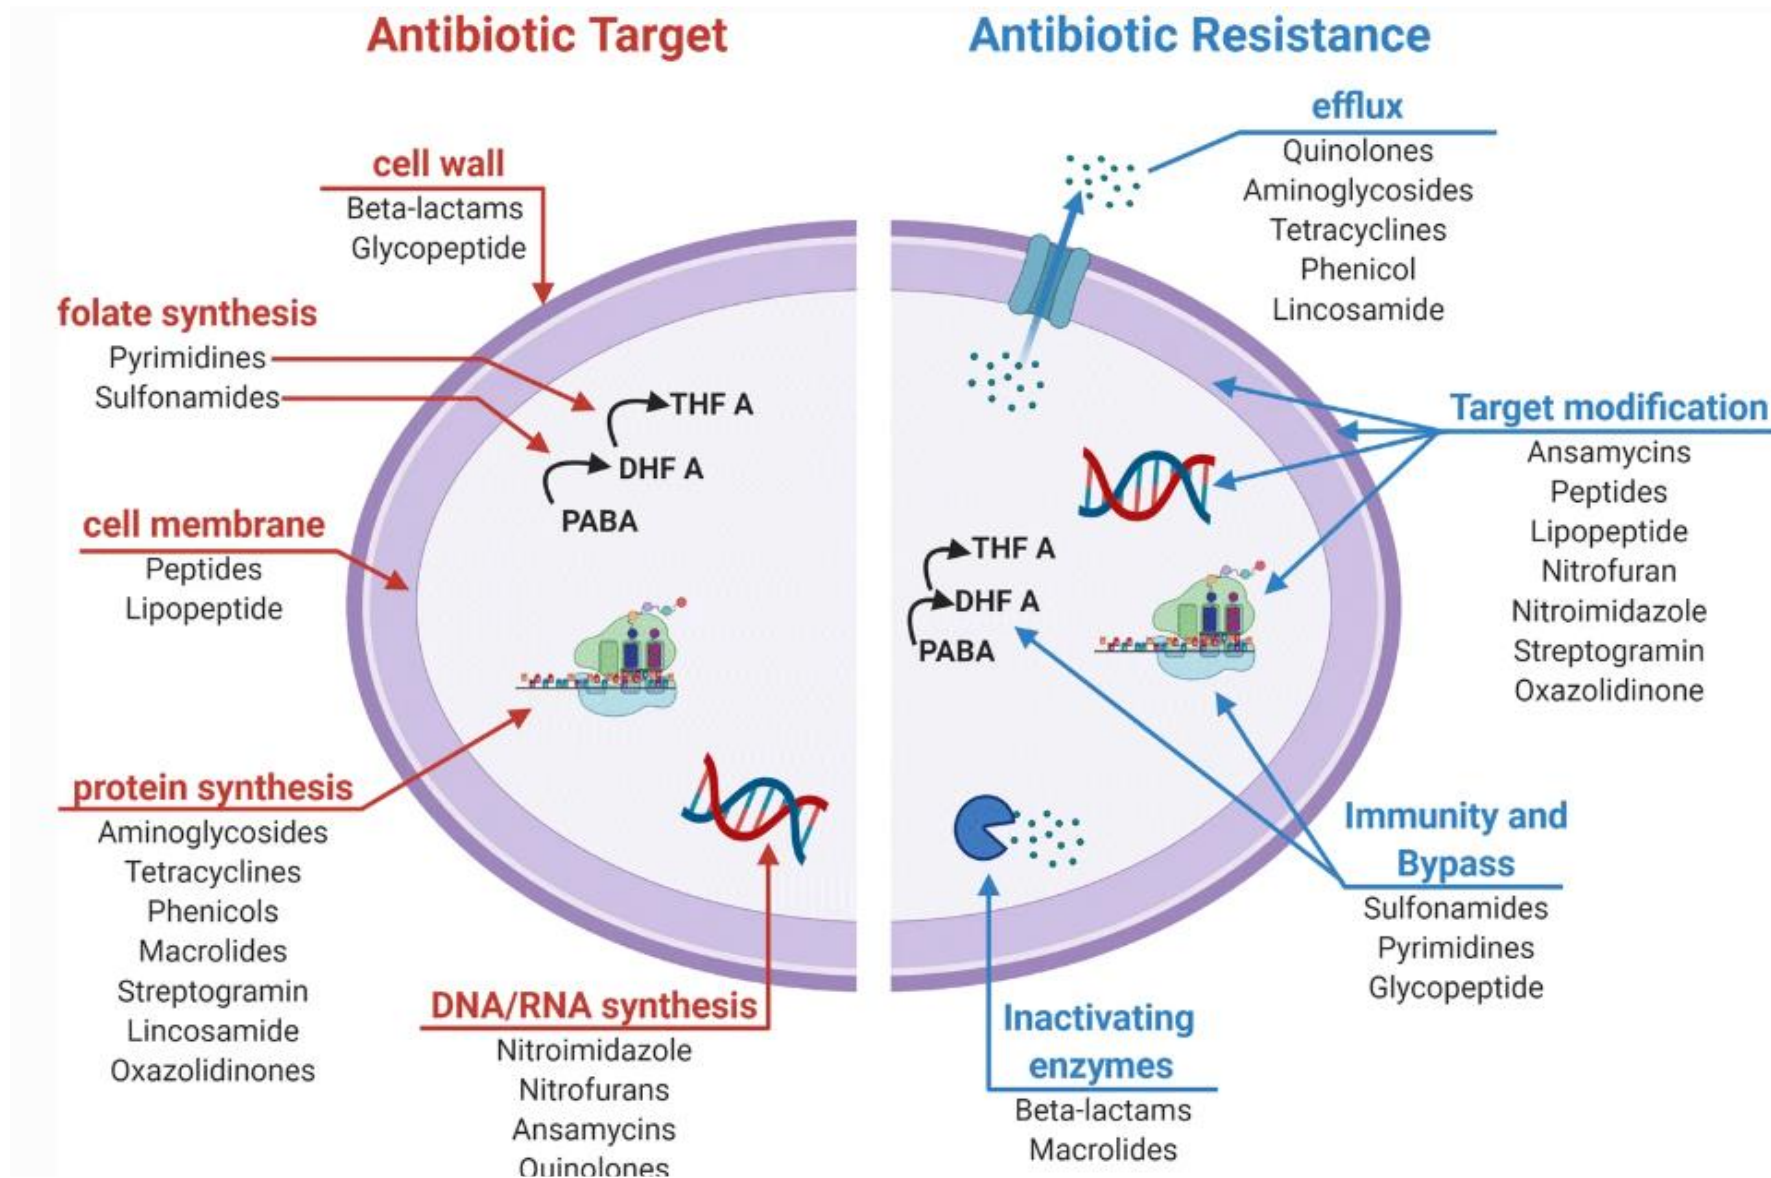 Antibiotic Target
cell wall
Beta-lactams
Glycopeptide
folate synthesis
Pyrimidines
Sulfonamides
THF A
DHF A
PABA
cell membrane
Peptides
Lipopeptide
protein synthesis
Aminoglycosides
Tetracyclines
Phenicols
Macrolides
Streptogramin
Lincosamide
Oxazolidinones
DNA/RNA synthesis
Nitroimidazole
Nitrofurans
Ansamycins
Quinolones
Antibiotic Resistance
efflux
Quinolones
Aminoglycosides
Tetracyclines
Phenicol
Lincosamide
Target modification
Ansamycins
Peptides
Lipopeptide
Nitrofuran
Nitroimidazole
Streptogramin
Oxazolidinone
THF A
DHF A
PABA
Immunity and
Bypass
Sulfonamides
Pyrimidines
Glycopeptide
Inactivating
enzymes
Beta-lactams
Macrolides